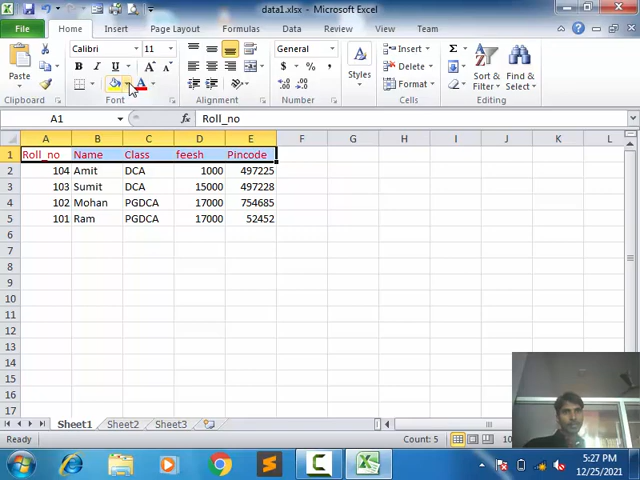 data1.xlsx - Microsoft Excel
File Home Insert Page Layout Formulas Data Review View Team
Calibri 11 General Insert Σ
Paste B I U A A $ % , Styles Delete Sort & Filter Find & Select
Format
Clipboard Font Alignment Number Cells Editing
A1 fx Roll_no
A B C D E F G H I J K L
1 Roll_no Name Class feesh Pincode
2 104 Amit DCA 1000 497225
3 103 Sumit DCA 15000 497228
4 102 Mohan PGDCA 17000 754685
5 101 Ram PGDCA 17000 52452
6
7
8
9
10
11
12
13
14
15
16
17
Sheet1 Sheet2 Sheet3
Ready Count: 5 10
5:27 PM
12/25/2021